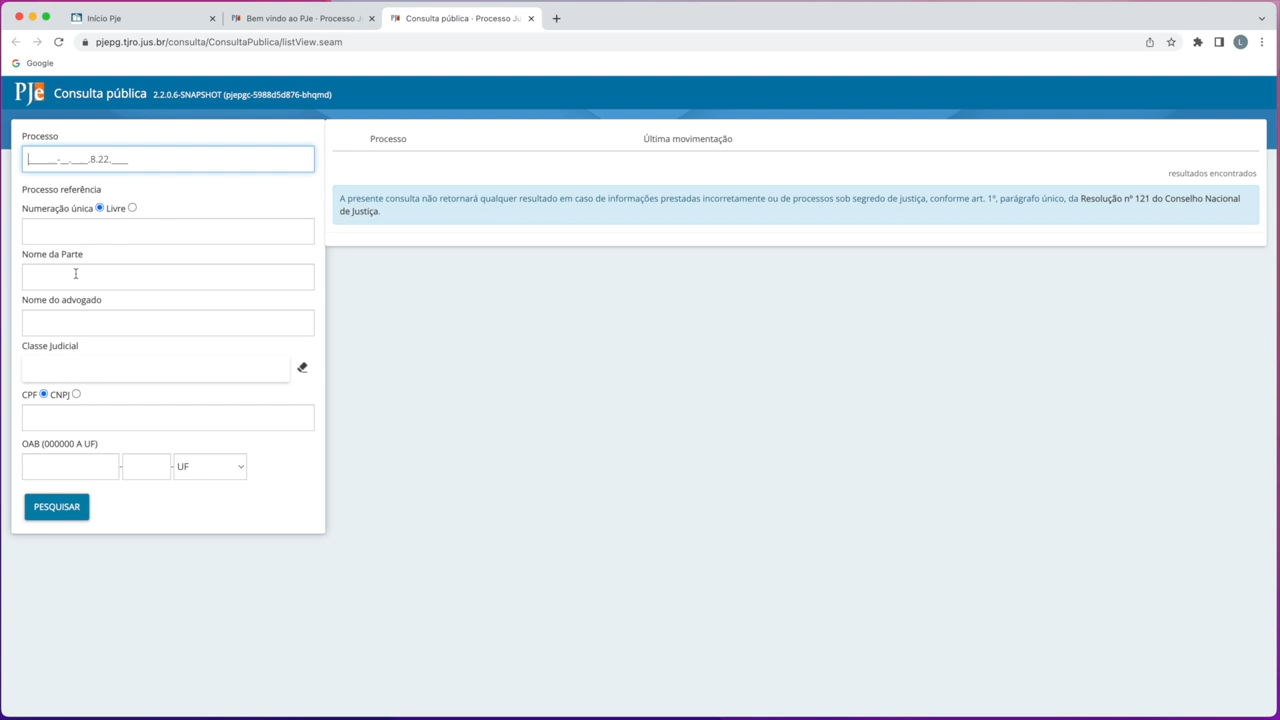 Início Pje
Bem vindo ao PJe - Processo Ju
Consulta pública · Processo Ju
pjepg.tjro.jus.br/consulta/ConsultaPublica/listView.seam
L
G Google
PJe Consulta pública 2.2.0.6-SNAPSHOT (pjepgc-5988d5d876-bhqmd)
Processo
_______-__.____.8.22.____
Processo referência
Numeração única Livre
Nome da Parte
Nome do advogado
Classe Judicial
CPF CNPJ
OAB (000000 A UF)
- - UF
PESQUISAR
Processo Última movimentação
resultados encontrados
A presente consulta não retornará qualquer resultado em caso de informações prestadas incorretamente ou de processos sob segredo de justiça, conforme art. 1º, parágrafo único, da Resolução nº 121 do Conselho Nacional
de Justiça.